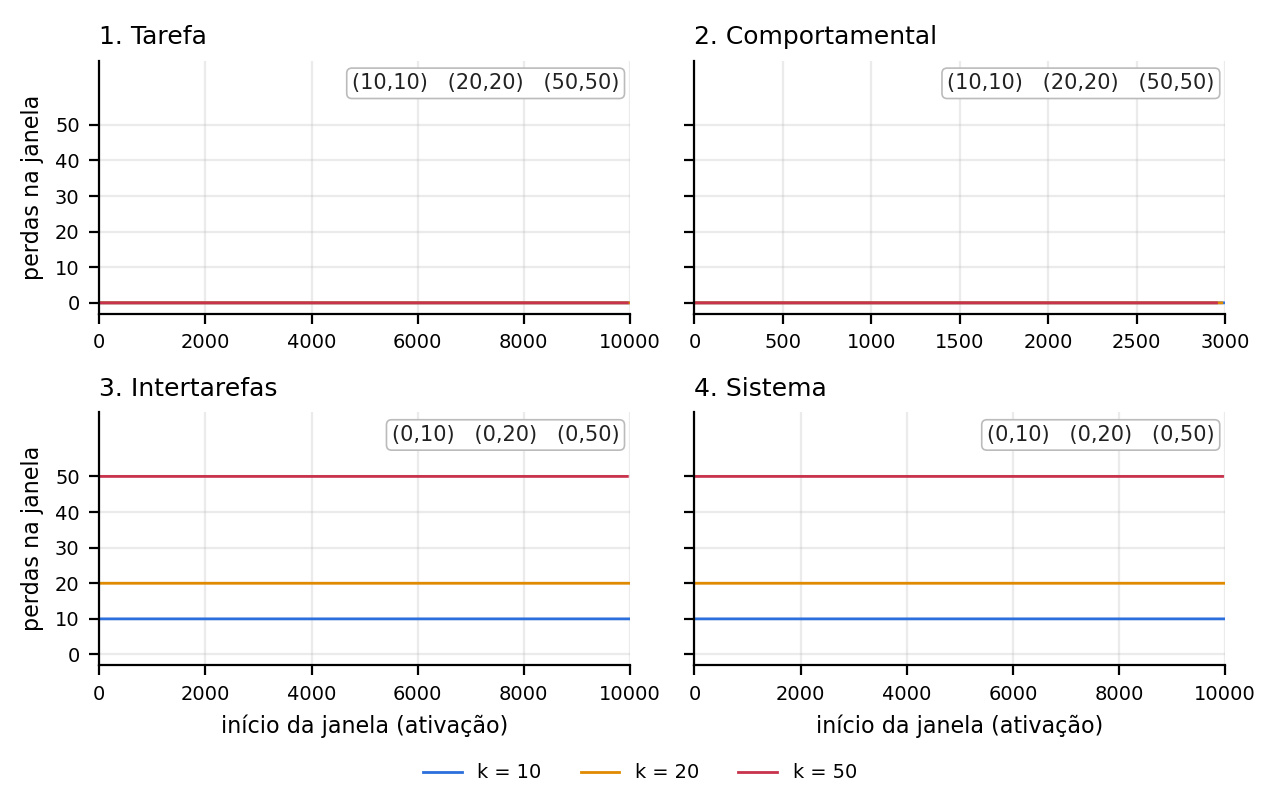 1. Tarefa
(10,10) (20,20) (50,50)
perdas na janela
50
40
30
20
10
0
0 2000 4000 6000 8000 10000
2. Comportamental
(10,10) (20,20) (50,50)
0 500 1000 1500 2000 2500 3000
3. Intertarefas
(0,10) (0,20) (0,50)
perdas na janela
50
40
30
20
10
0
0 2000 4000 6000 8000 10000
início da janela (ativação)
4. Sistema
(0,10) (0,20) (0,50)
0 2000 4000 6000 8000 10000
início da janela (ativação)
k = 10 k = 20 k = 50